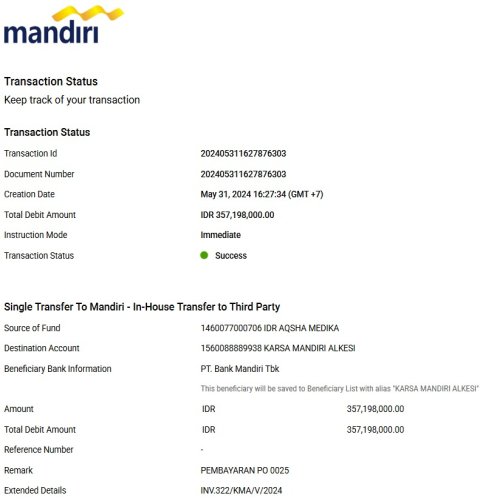 mandiri
Transaction Status
Keep track of your transaction
Transaction Status
Transaction Id 202405311627876303
Document Number 202405311627876303
Creation Date May 31, 2024 16:27:34 (GMT +7)
Total Debit Amount IDR 357,198,000.00
Instruction Mode Immediate
Transaction Status Success
Single Transfer To Mandiri - In-House Transfer to Third Party
Source of Fund 1460077000706 IDR AQSHA MEDIKA
Destination Account 1560088889938 KARSA MANDIRI ALKESI
Beneficiary Bank Information PT. Bank Mandiri Tbk
This beneficiary will be saved to Beneficiary List with alias "KARSA MANDIRI ALKESI"
Amount IDR 357,198,000.00
Total Debit Amount IDR 357,198,000.00
Reference Number -
Remark PEMBAYARAN PO 0025
Extended Details INV.322/KMA/V/2024